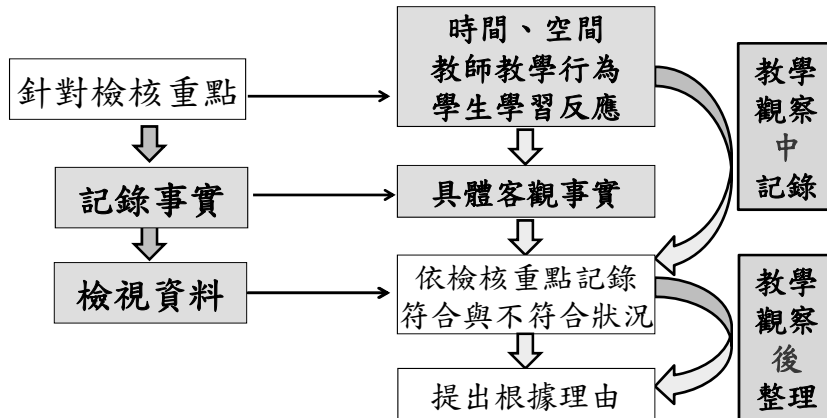 針對檢核重點
記錄事實
檢視資料
時間、空間
教師教學行為
學生學習反應
具體客觀事實
依檢核重點記錄
符合與不符合狀況
提出根據理由
教學
觀察
中
記錄
教學
觀察
後
整理